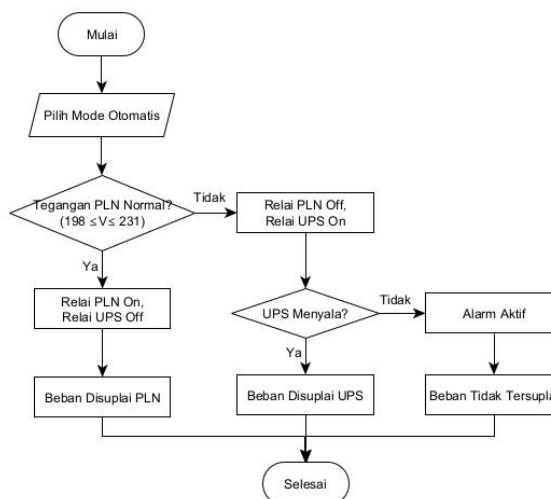 Mulai
Pilih Mode Otomatis
Tegangan PLN Normal?
(198 ≤V≤ 231)
Tidak
Relai PLN Off,
Relai UPS On
Ya
Relai PLN On,
Relai UPS Off
UPS Menyala?
Tidak
Alarm Aktif
Ya
Beban Disuplai PLN
Beban Disuplai UPS
Beban Tidak Tersupla
Selesai